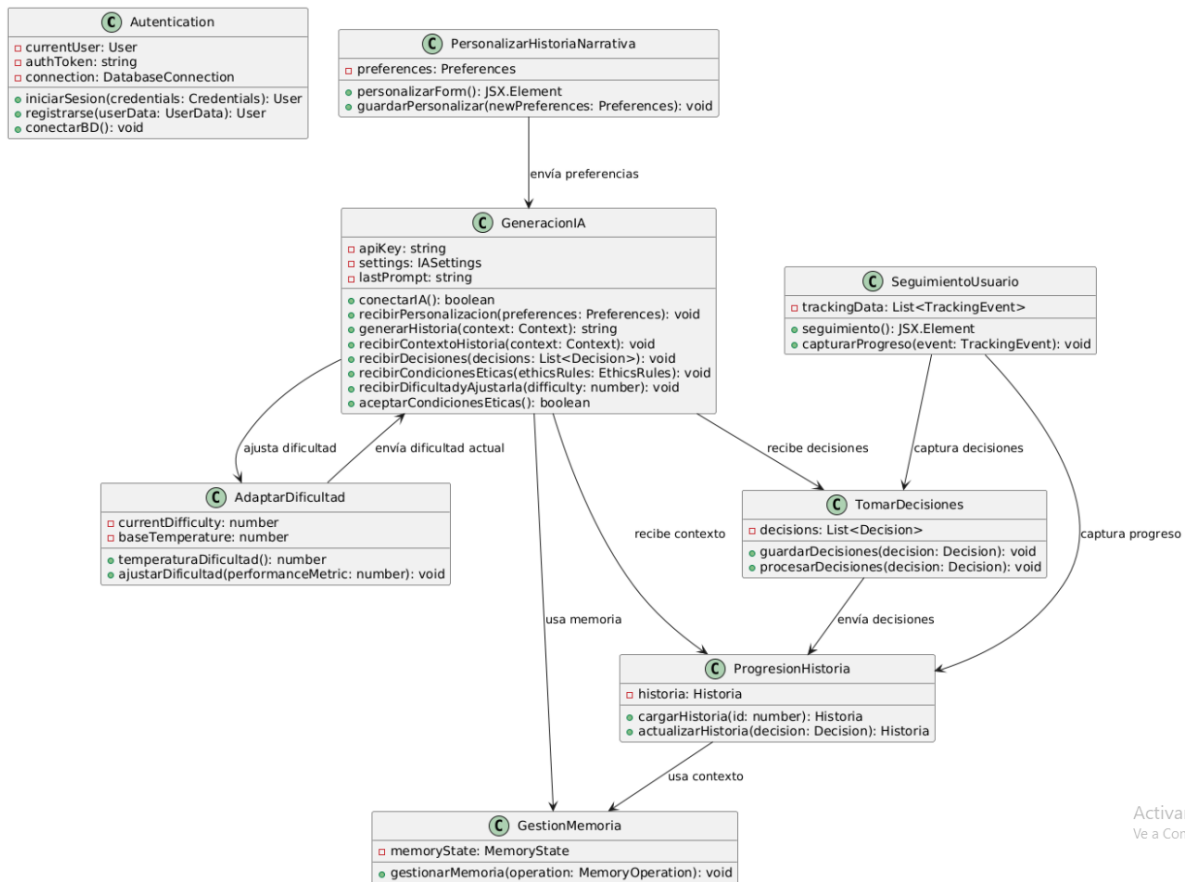 C Autentication
currentUser: User
authToken: string
connection: DatabaseConnection
iniciarSesion(credentials: Credentials): User
registrarse(userData: UserData): User
conectarBD(): void
C PersonalizarHistoriaNarrativa
preferences: Preferences
personalizarForm(): JSX.Element
guardarPersonalizar(newPreferences: Preferences): void
envía preferencias
C GeneracionIA
apiKey: string
settings: IASettings
lastPrompt: string
conectarIA(): boolean
recibirPersonalizacion(preferences: Preferences): void
generarHistoria(context: Context): string
recibirContextoHistoria(context: Context): void
recibirDecisiones(decisions: List<Decision>): void
recibirCondicionesEticas(ethicsRules: EthicsRules): void
recibirDificultadyAjustarla(difficulty: number): void
aceptarCondicionesEticas(): boolean
C SeguimientoUsuario
trackingData: List<TrackingEvent>
seguimiento(): JSX.Element
capturarProgreso(event: TrackingEvent): void
ajusta dificultad
envía dificultad actual
recibe decisiones
captura decisiones
C AdaptarDificultad
currentDifficulty: number
baseTemperature: number
temperaturaDificultad(): number
ajustarDificultad(performanceMetric: number): void
C TomarDecisiones
decisions: List<Decision>
guardarDecisiones(decision: Decision): void
procesarDecisiones(decision: Decision): void
recibe contexto
captura progreso
usa memoria
envía decisiones
C ProgresionHistoria
historia: Historia
cargarHistoria(id: number): Historia
actualizarHistoria(decision: Decision): Historia
usa contexto
C GestionMemoria
memoryState: MemoryState
gestionarMemoria(operation: MemoryOperation): void
Activa
Ve a Con